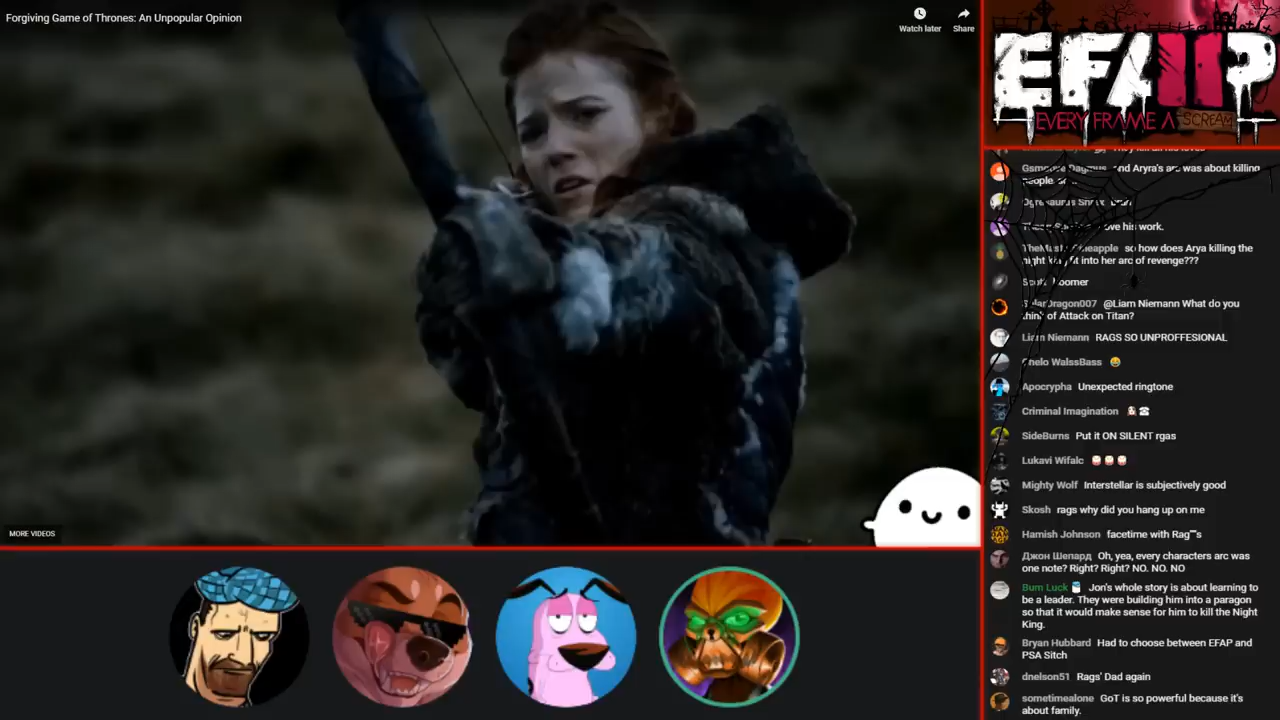 Forgiving Game of Thrones: An Unpopular Opinion
Watch later
Share
MORE VIDEOS
EFAP
EVERY FRAME A SCREAM
and Aryra's arc was about killing
TheMast
so how does Arya killing the
night
fit into her arc of revenge???
Scott
boomer
SolarDragon007 @Liam Niemann What do you
think of Attack on Titan?
Liam Niemann RAGS SO UNPROFFESIONAL
Chelo WalssBass 😂
Apocrypha Unexpected ringtone
Criminal Imagination
SideBurns Put it ON SILENT rgas
Lukavi Wifalc
Mighty Wolf Interstellar is subjectively good
Skosh rags why did you hang up on me
Hamish Johnson facetime with Rag""s
Джон Шепард Oh, yea, every characters arc was
one note? Right? Right? NO. NO. NO
Bum Luck Jon's whole story is about learning to
be a leader. They were building him into a paragon
so that it would make sense for him to kill the Night
King.
Bryan Hubbard Had to choose between EFAP and
PSA Sitch
dnelson51 Rags' Dad again
sometimealone GoT is so powerful because it's
about family.